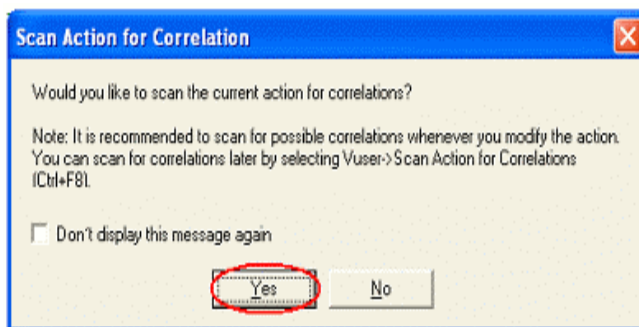 Scan Action for Correlation
Would you like to scan the current action for correlations?
Note: It is recommended to scan for possible correlations whenever you modify the action.
You can scan for correlations later by selecting Vuser->Scan Action for Correlations
(Ctrl+F8).
Don't display this message again
Yes No